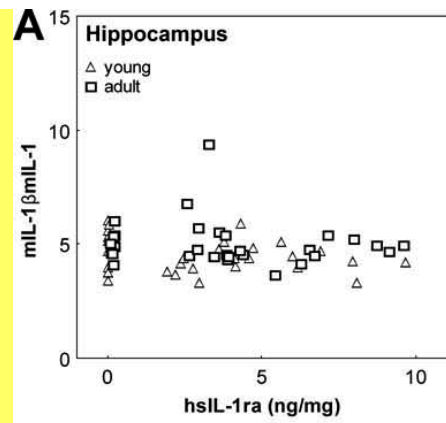 A
Hippocampus
young
adult
15
10
5
0
mIL-1βmIL-1
0 5 10
hsIL-1ra (ng/mg)